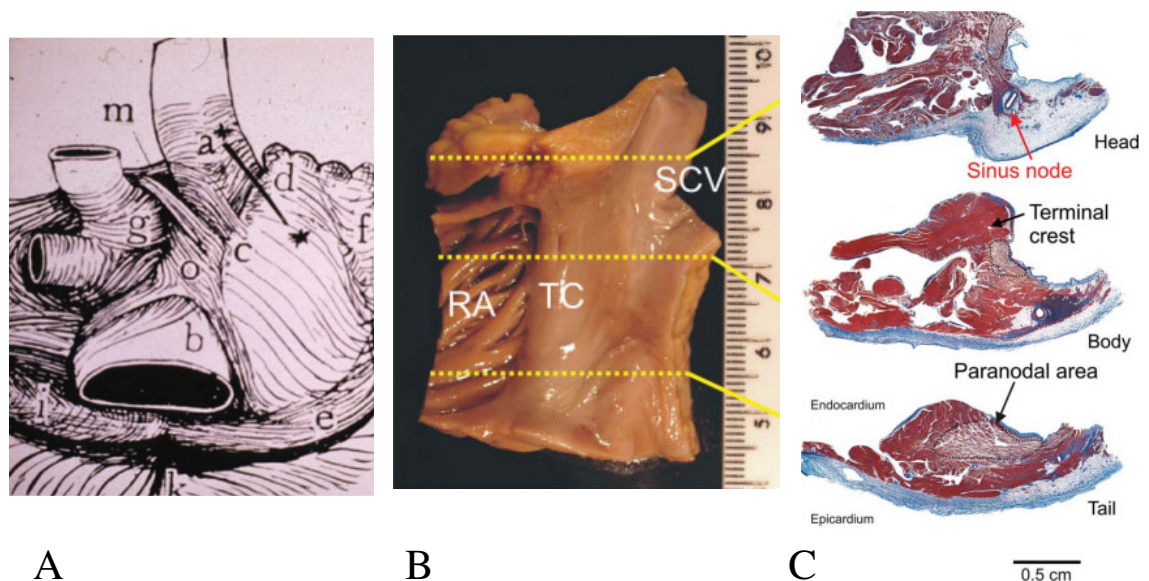 m
a
d
g
c
f
o
b
i
e
k
A
SCV
RA
TC
10
9
8
7
6
5
B
Head
Sinus node
Terminal
crest
Body
Paranodal area
Endocardium
Epicardium
Tail
C
0.5 cm